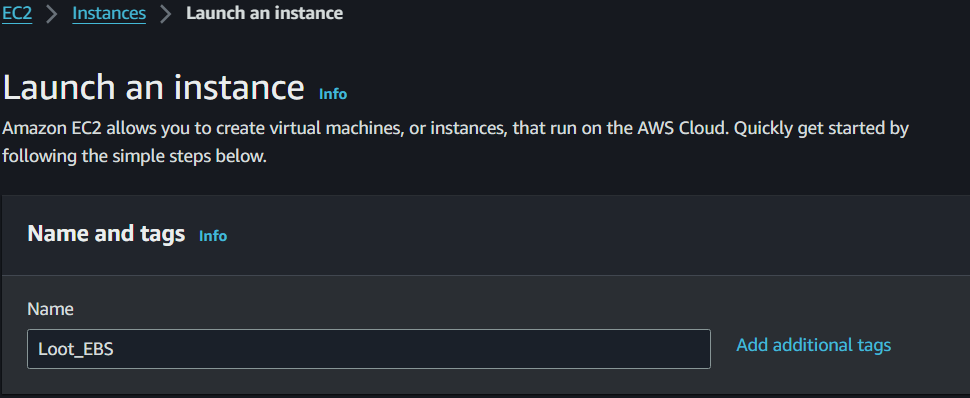 EC2 > Instances > Launch an instance
Launch an instance Info
Amazon EC2 allows you to create virtual machines, or instances, that run on the AWS Cloud. Quickly get started by
following the simple steps below.
Name and tags Info
Name
Loot_EBS Add additional tags